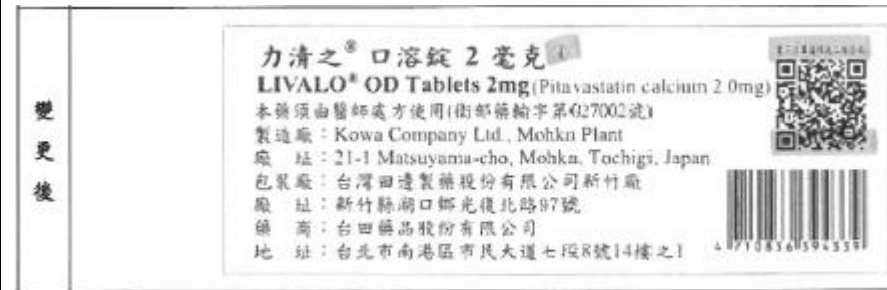 變更後
力清之® 口溶錠 2 毫克
LIVALO® OD Tablets 2mg(Pitavastatin calcium 2.0mg)
本藥須由醫師處方使用(衛部藥輸字第027002號)
製造廠：Kowa Company Ltd., Mohka Plant
廠 址：21-1 Matsuyama-cho, Mohka, Tochigi, Japan
包裝廠：台灣田邊製藥股份有限公司新竹廠
廠 址：新竹縣湖口鄉光復北路97號
藥 商：台田藥品股份有限公司
地 址：台北市南港區市民大道七段8號14樓之1
4710836394339